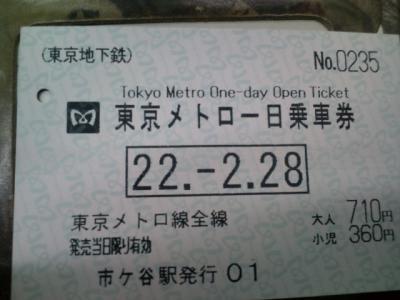 (東京地下鉄) No.0235
Tokyo Metro One-day Open Ticket
東京メトロ一日乗車券
22.-2.28
東京メトロ線全線 大人 710円
発売当日限り有効 小児 360円
市ケ谷駅発行 01